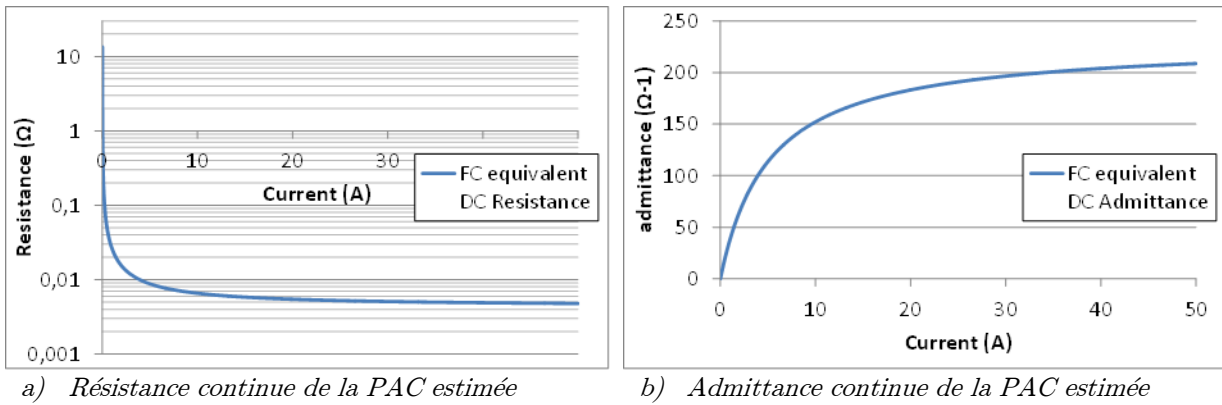 10
1
0,1
0,01
0,001
Resistance (Ω)
0
10
20
30
Current (A)
FC equivalent
DC Resistance
a) Résistance continue de la PAC estimée
250
200
150
100
50
0
admittance (Ω-1)
0
10
20
30
40
50
Current (A)
FC equivalent
DC Admittance
b) Admittance continue de la PAC estimée